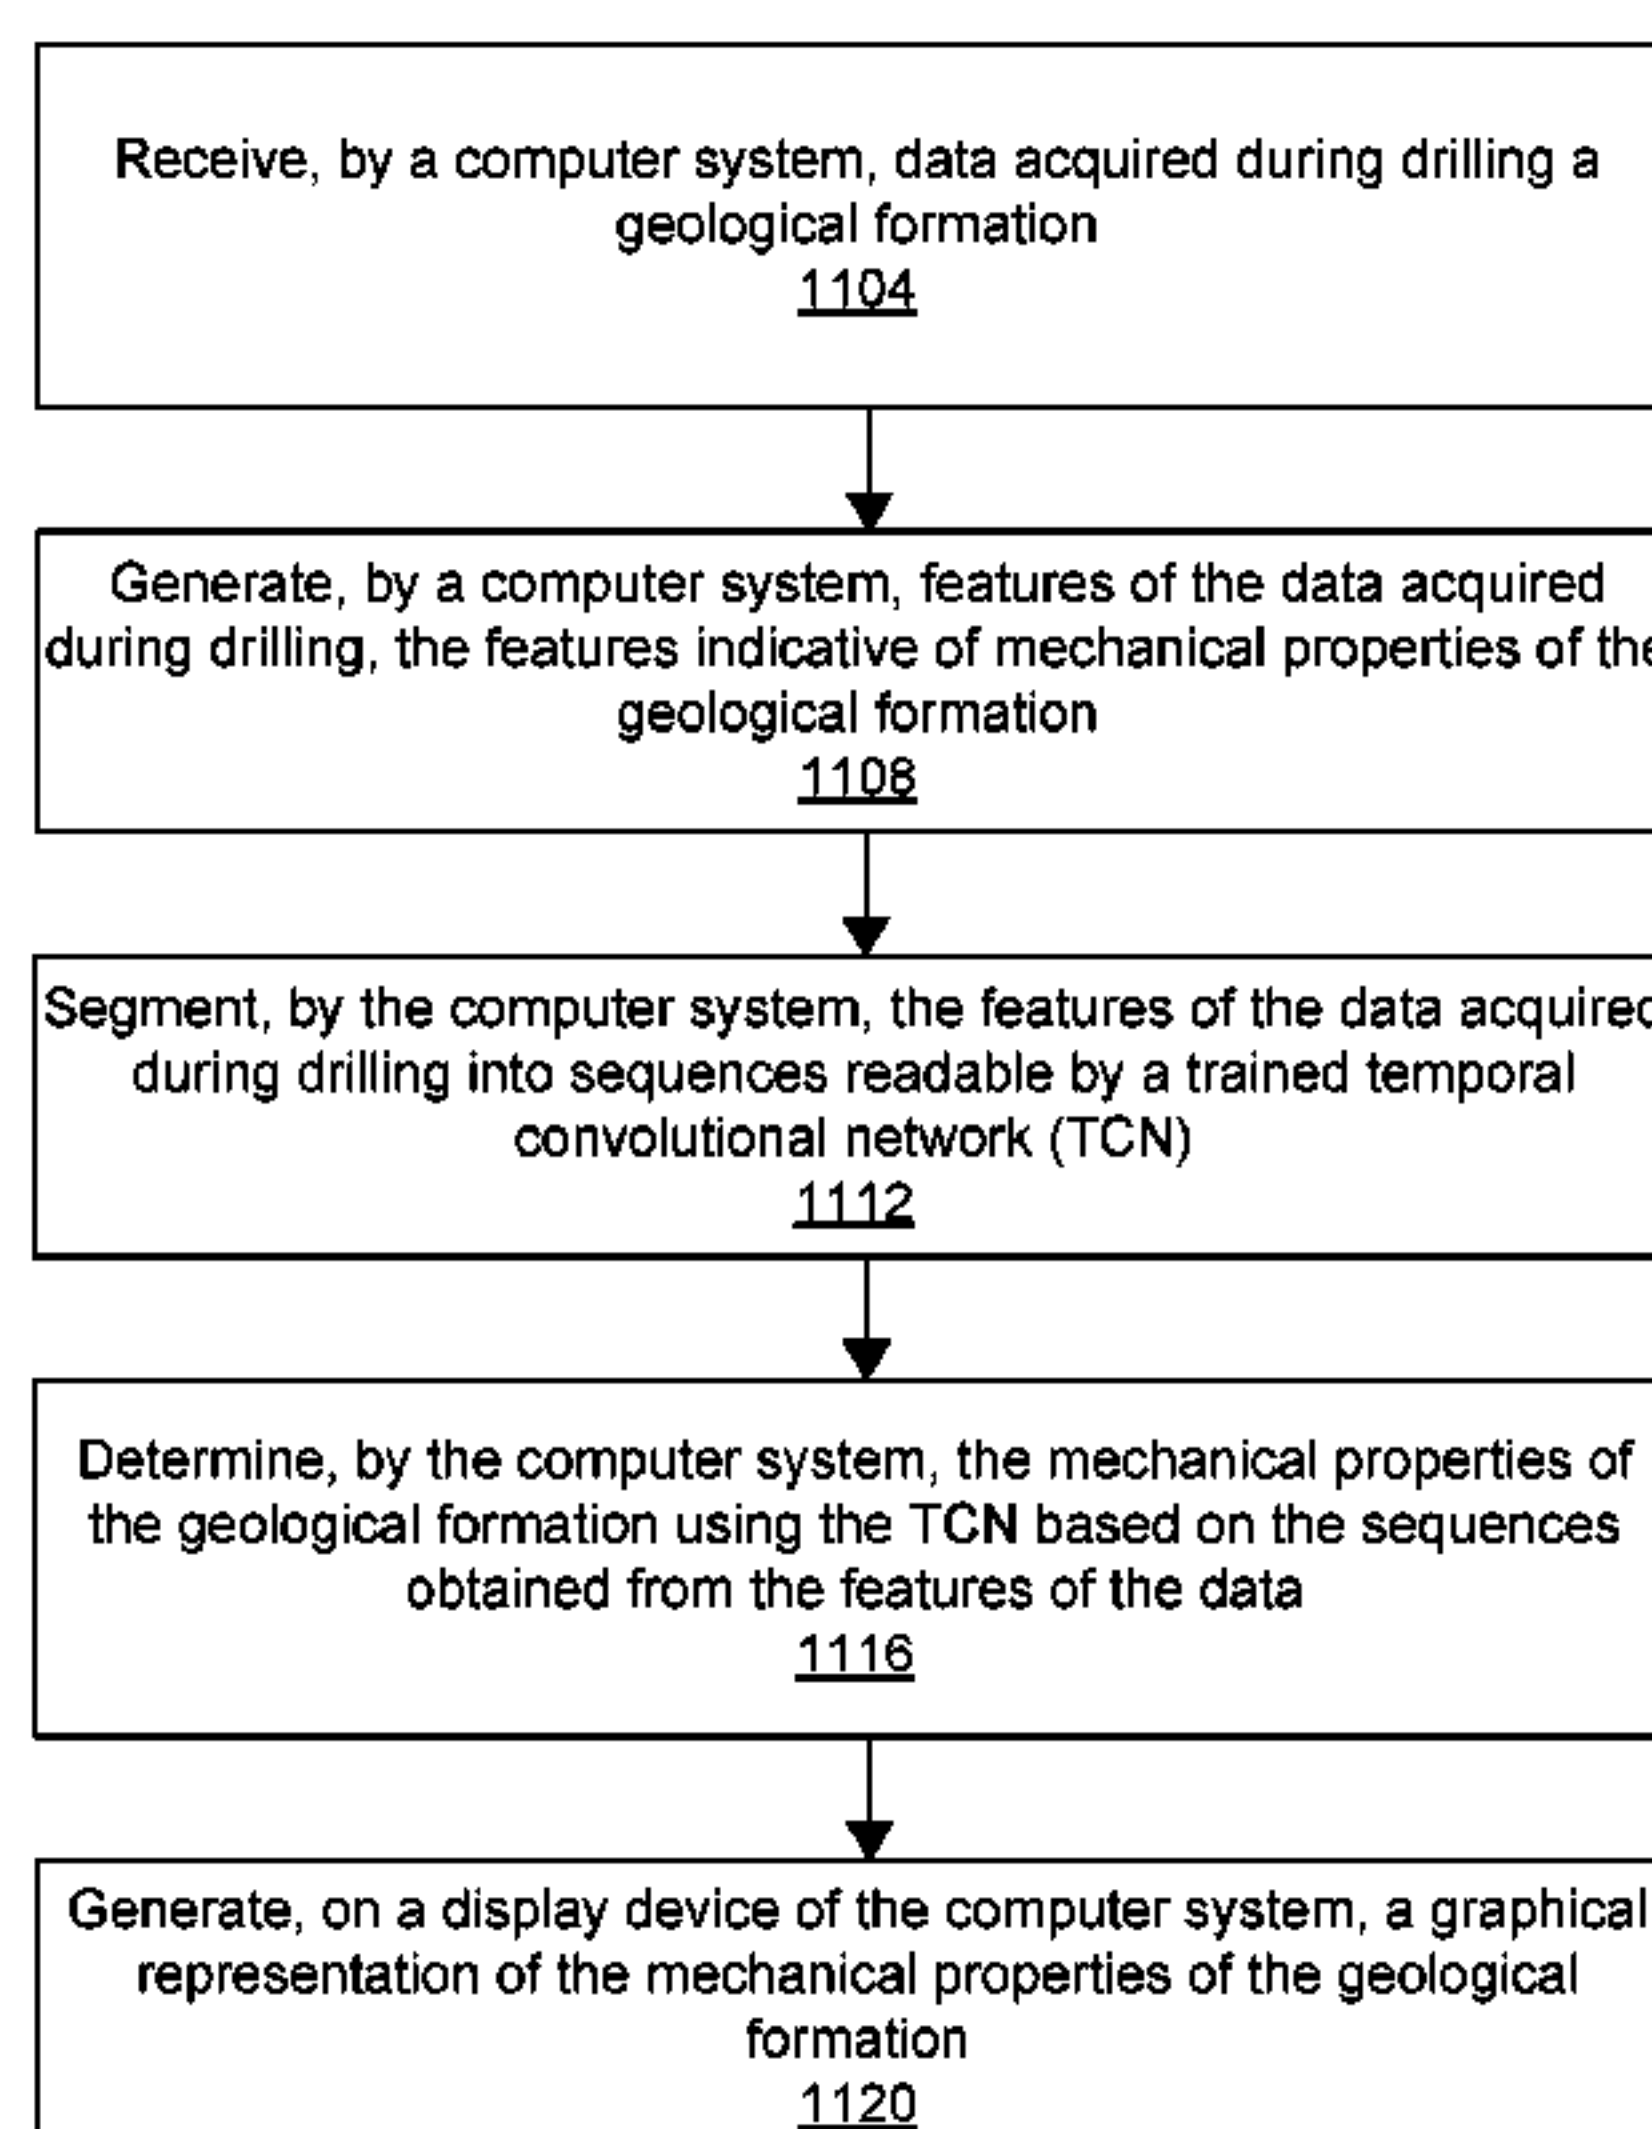 Receive, by a computer system, data acquired during drilling a
geological formation
1104
Generate, by a computer system, features of the data acquired
during drilling, the features indicative of mechanical properties of the
geological formation
1108
Segment, by the computer system, the features of the data acquired
during drilling into sequences readable by a trained temporal
convolutional network (TCN)
1112
Determine, by the computer system, the mechanical properties of
the geological formation using the TCN based on the sequences
obtained from the features of the data
1116
Generate, on a display device of the computer system, a graphical
representation of the mechanical properties of the geological
formation
1120